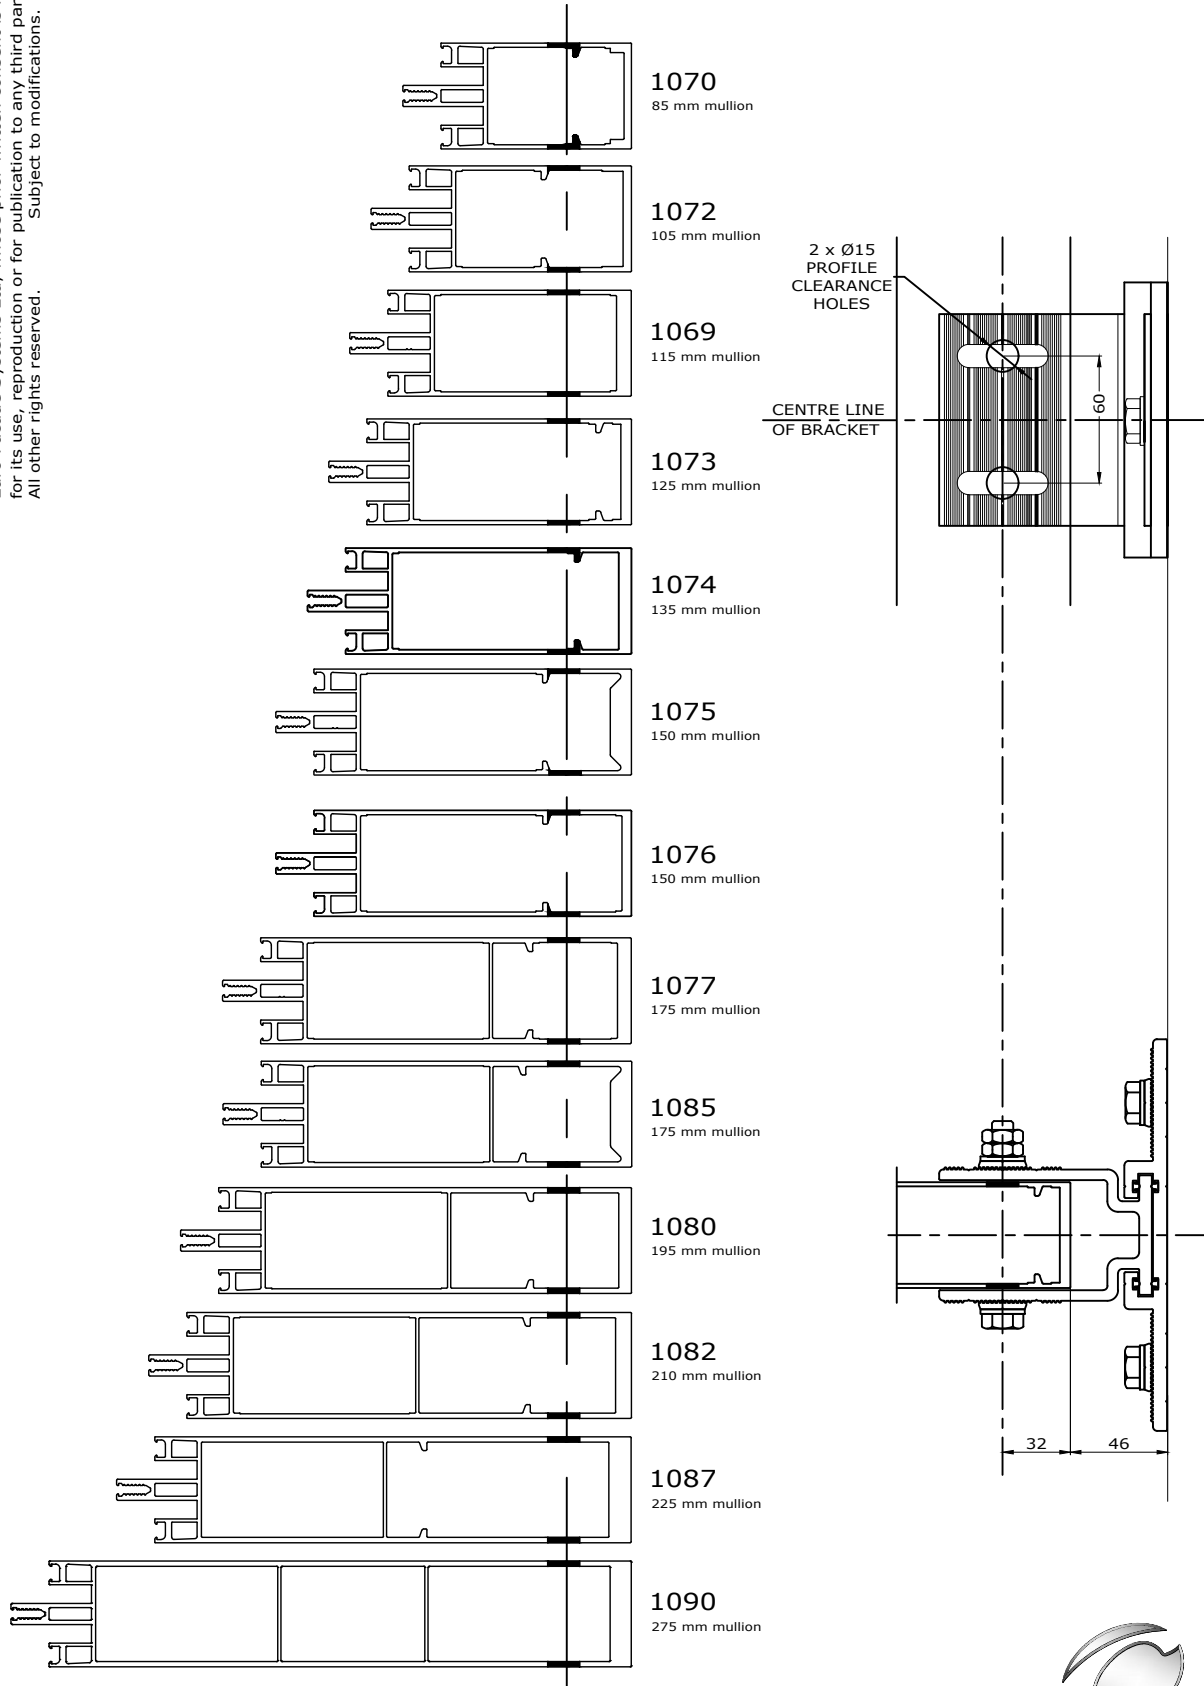 for its use, reproduction or for publication to any third par
All other rights reserved. Subject to modifications.
1070
85 mm mullion
1072
105 mm mullion
1069
115 mm mullion
1073
125 mm mullion
1074
135 mm mullion
1075
150 mm mullion
1076
150 mm mullion
1077
175 mm mullion
1085
175 mm mullion
1080
195 mm mullion
1082
210 mm mullion
1087
225 mm mullion
1090
275 mm mullion
2 x Ø15
PROFILE
CLEARANCE
HOLES
60
CENTRE LINE
OF BRACKET
32
46